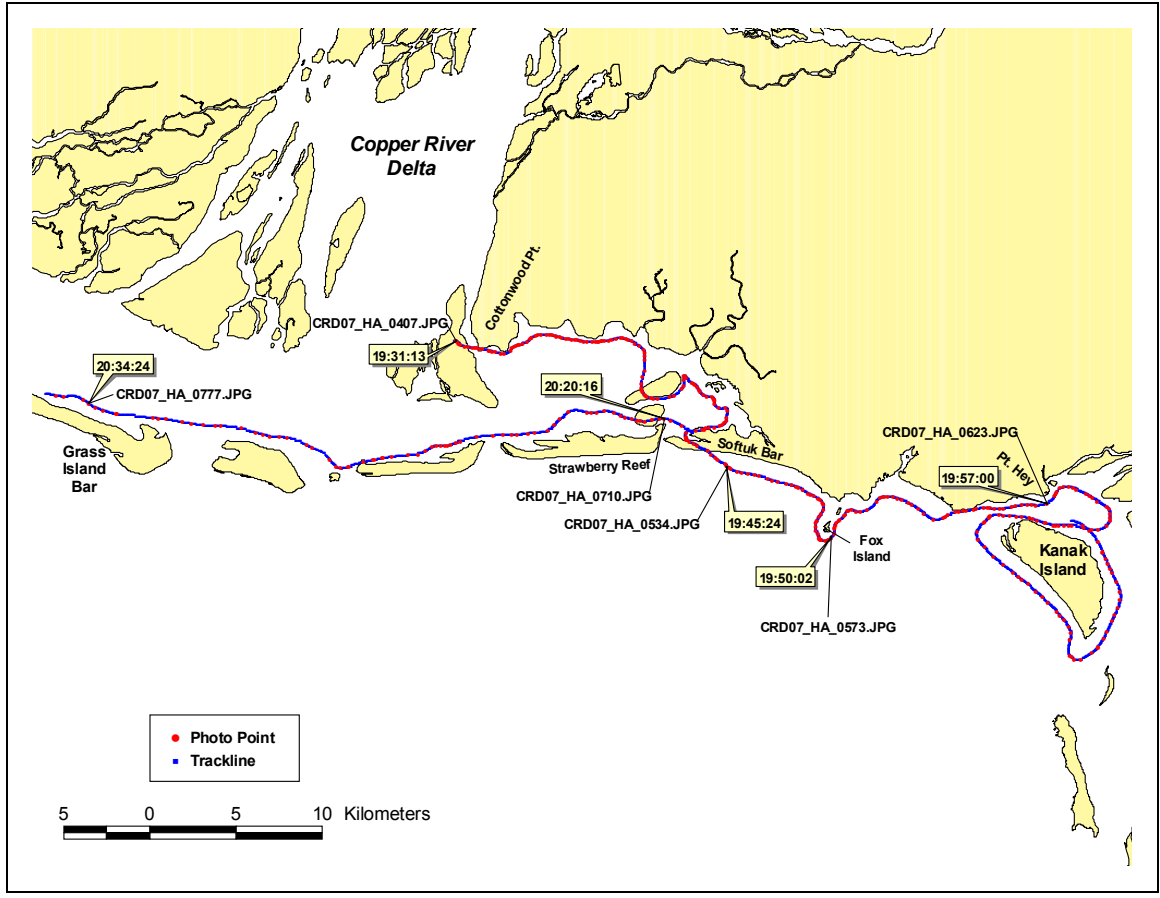 Copper River
Delta
Cottonwood Pt.
CRD07_HA_0407.JPG
19:31:13
20:34:24
CRD07_HA_0777.JPG
20:20:16
Grass
Island
Bar
Strawberry Reef
Softuk Bar
CRD07_HA_0710.JPG
CRD07_HA_0534.JPG
19:45:24
CRD07_HA_0623.JPG
Pt. Hey
19:57:00
Fox
Island
Kanak
Island
19:50:02
CRD07_HA_0573.JPG
Photo Point
Trackline
5 0 5 10 Kilometers